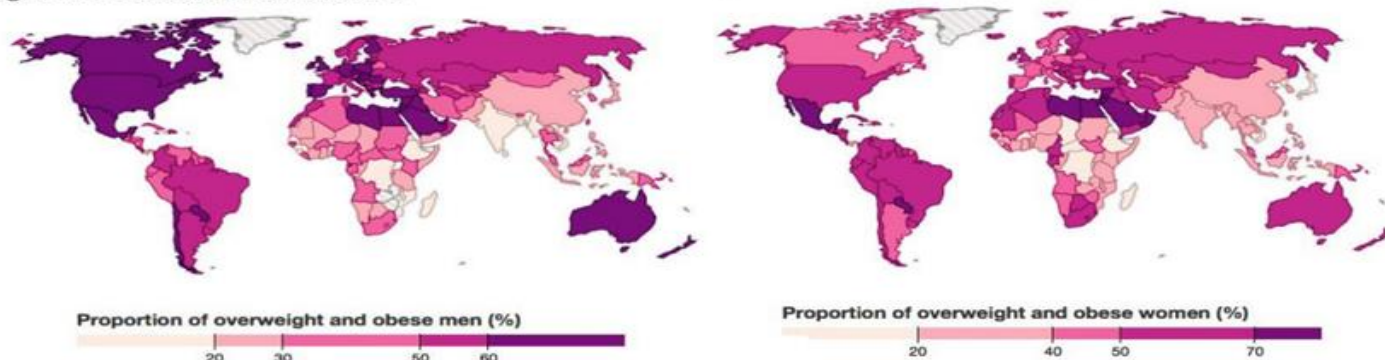 Proportion of overweight and obese men (%)
20 30 50 60
Proportion of overweight and obese women (%)
20 40 50 70